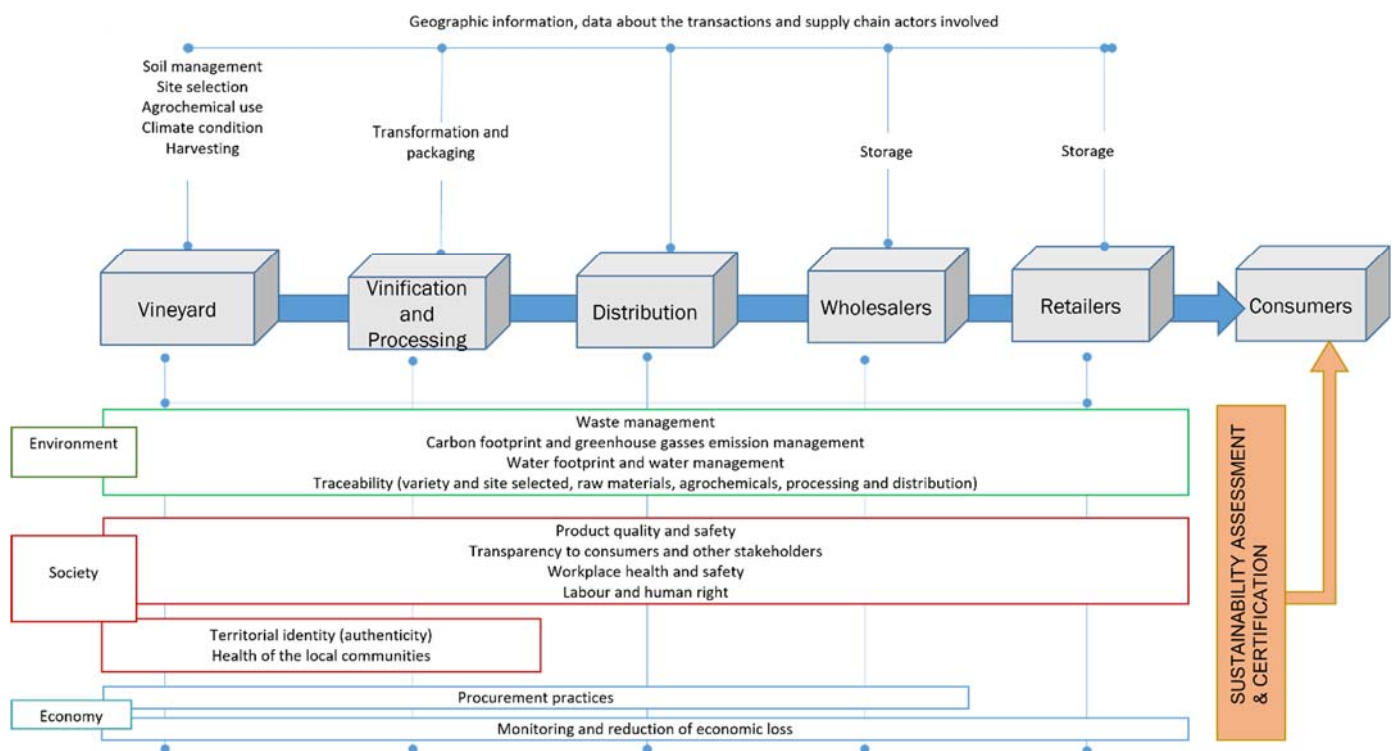 Geographic information, data about the transactions and supply chain actors involved
Soil management
Site selection
Agrochemical use
Climate condition
Harvesting
Transformation and
packaging
Storage
Storage
Vineyard
Vinification
and
Processing
Distribution
Wholesalers
Retailers
Consumers
Environment
Waste management
Carbon footprint and greenhouse gasses emission management
Water footprint and water management
Traceability (variety and site selected, raw materials, agrochemicals, processing and distribution)
Society
Product quality and safety
Transparency to consumers and other stakeholders
Workplace health and safety
Labour and human right
Territorial identity (authenticity)
Health of the local communities
Economy
Procurement practices
Monitoring and reduction of economic loss
SUSTAINABILITY ASSESSMENT
& CERTIFICATION